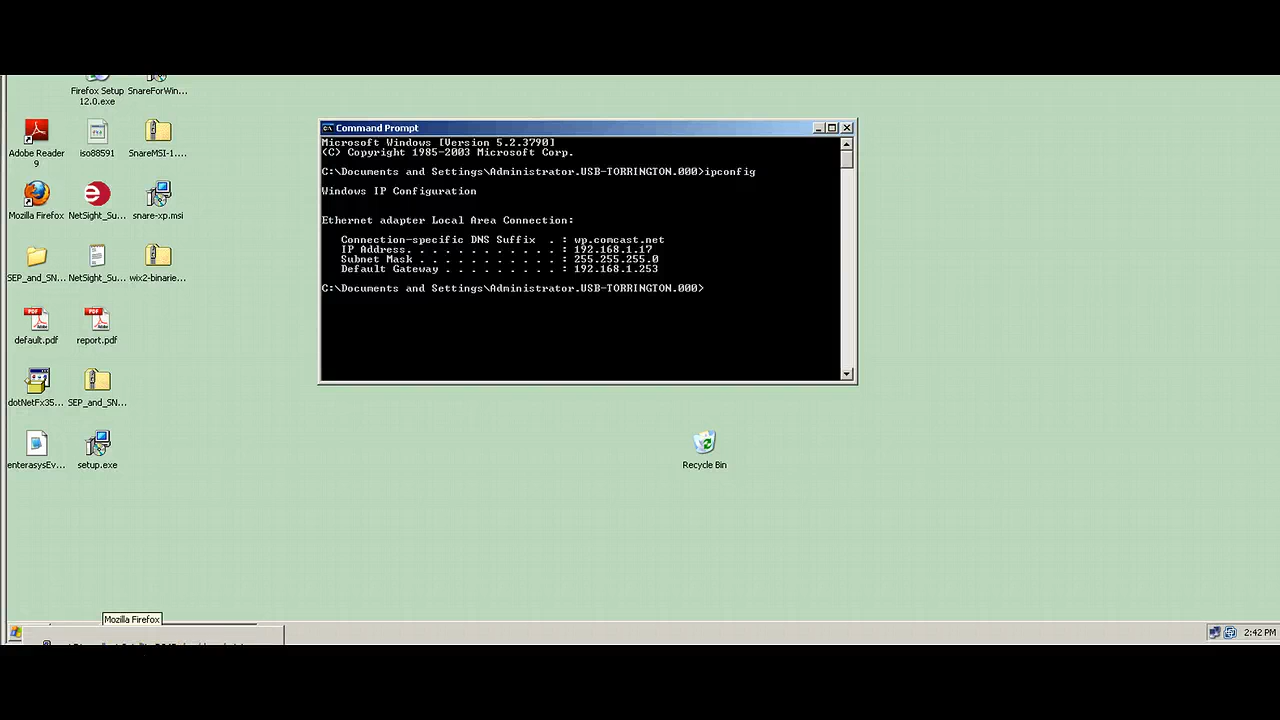 Firefox Setup 12.0.exe
SnareForWin...
Adobe Reader 9
iso88591
SnareMSI-1....
Mozilla Firefox
NetSight_Su...
snare-xp.msi
SEP_and_SN...
NetSight_Su...
wix2-binarie...
default.pdf
report.pdf
dotNetFx35...
SEP_and_SN...
enterasysEv...
setup.exe
Command Prompt
Microsoft Windows [Version 5.2.3790]
(C) Copyright 1985-2003 Microsoft Corp.
C:\Documents and Settings\Administrator.USB-TORRINGTON.000>ipconfig
Windows IP Configuration
Ethernet adapter Local Area Connection:
Connection-specific DNS Suffix . : wp.comcast.net
IP Address. . . . . . . . . . . . : 192.168.1.17
Subnet Mask . . . . . . . . . . . : 255.255.255.0
Default Gateway . . . . . . . . . : 192.168.1.253
C:\Documents and Settings\Administrator.USB-TORRINGTON.000>
Recycle Bin
Mozilla Firefox
2:42 PM